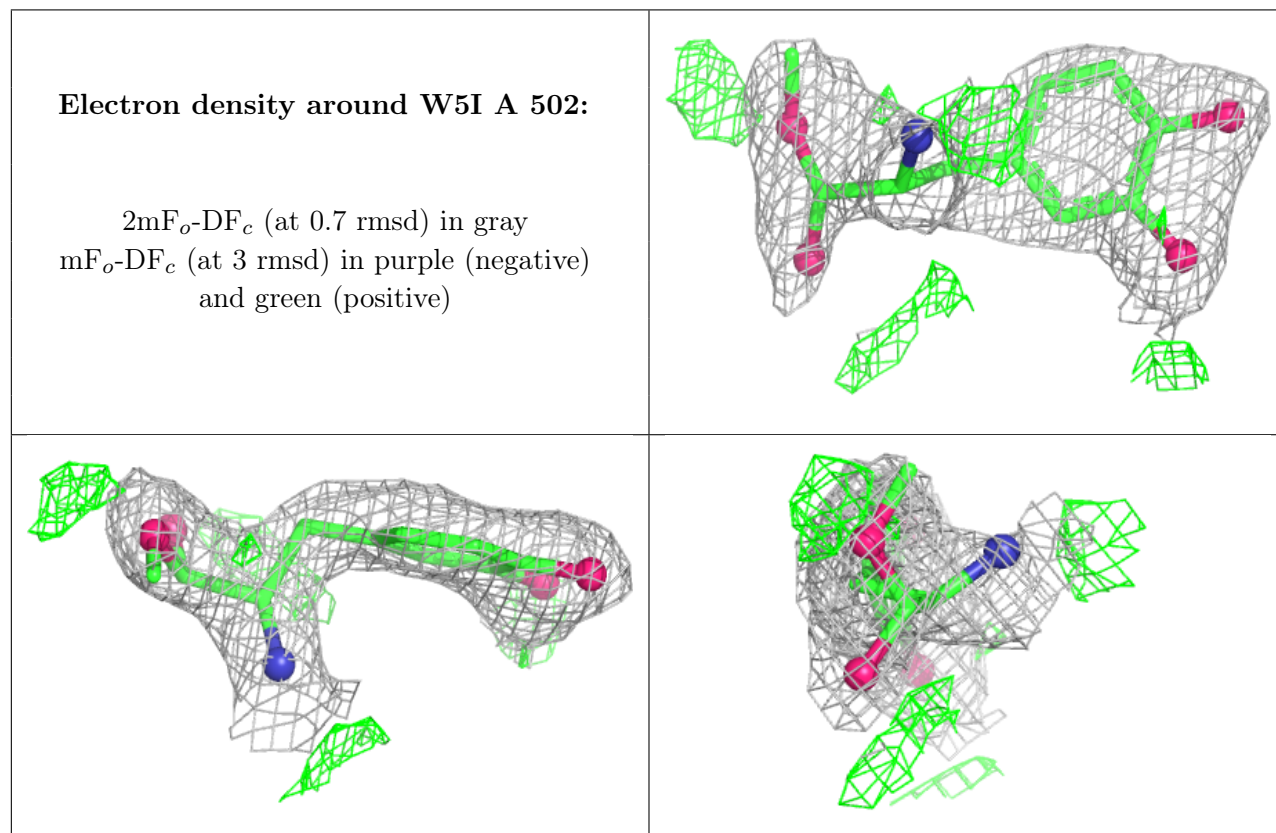 Electron density around W5I A 502:
2mFo-DFc (at 0.7 rmsd) in gray
mFo-DFc (at 3 rmsd) in purple (negative)
and green (positive)